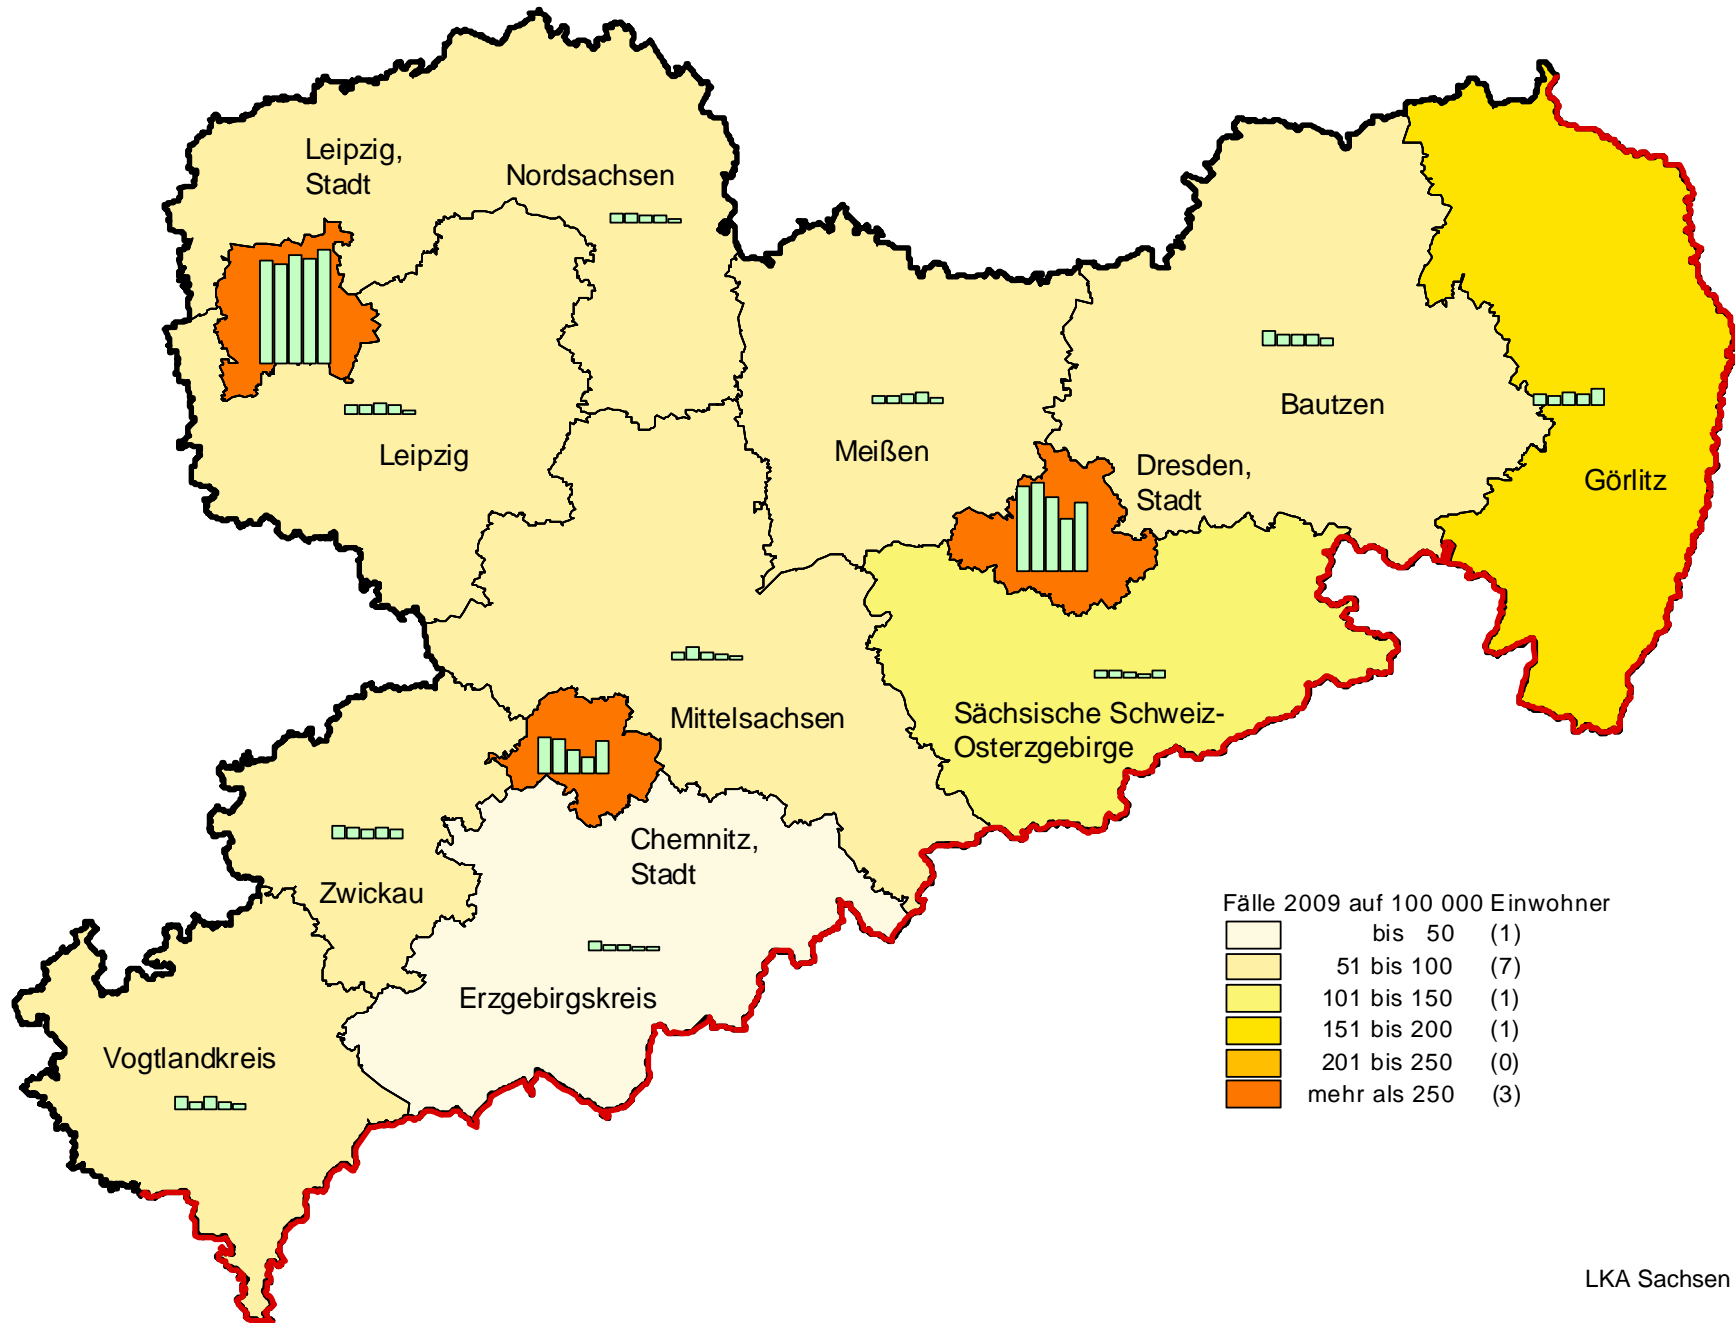 Leipzig,
Stadt
Nordsachsen
Leipzig
Meißen
Bautzen
Dresden,
Stadt
Görlitz
Mittelsachsen
Sächsische Schweiz-
Osterzgebirge
Chemnitz,
Stadt
Zwickau
Erzgebirgskreis
Vogtlandkreis
Fälle 2009 auf 100 000 Einwohner
bis 50 (1)
51 bis 100 (7)
101 bis 150 (1)
151 bis 200 (1)
201 bis 250 (0)
mehr als 250 (3)
LKA Sachsen